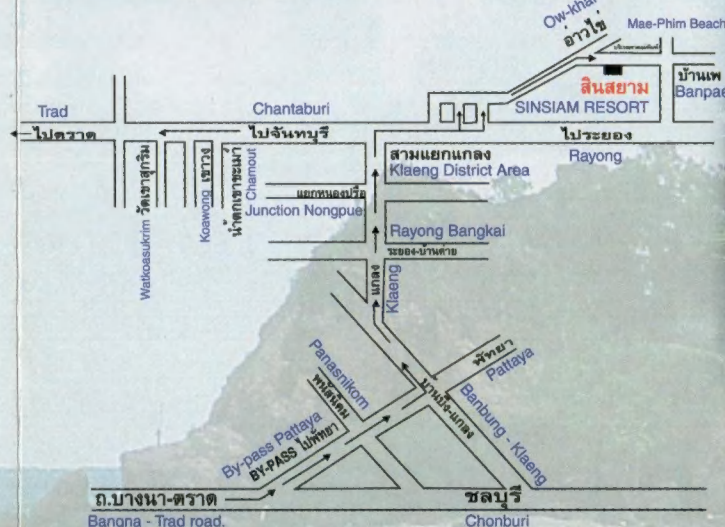 Ow-khai
อ่าวไข่
Mae-Phim Beach
สินสยาม
SINSIAM RESORT
บ้านเพ
Banpae
Trad
ไปตราด
Chantaburi
ไปจันทบุรี
ไประยอง
Rayong
วัดเขาสุกริม
Watkoasukrim
เขาวง
Koawong
น้ำตกเขาชะเมา
Chamout
สามแยกแกลง
Klaeng District Area
แยกหนองปรือ
Junction Nongpue
Rayong Bangkai
ระยอง-บ้านค่าย
แกลง
Klaeng
Panasnikom
พนัสนิคม
พัทยา
Pattaya
By-pass Pattaya
BY-PASS ไปพัทยา
บ้านบึง-แกลง
Banbung - Klaeng
ถ.บางนา-ตราด
Bangna - Trad road.
ชลบุรี
Chonburi